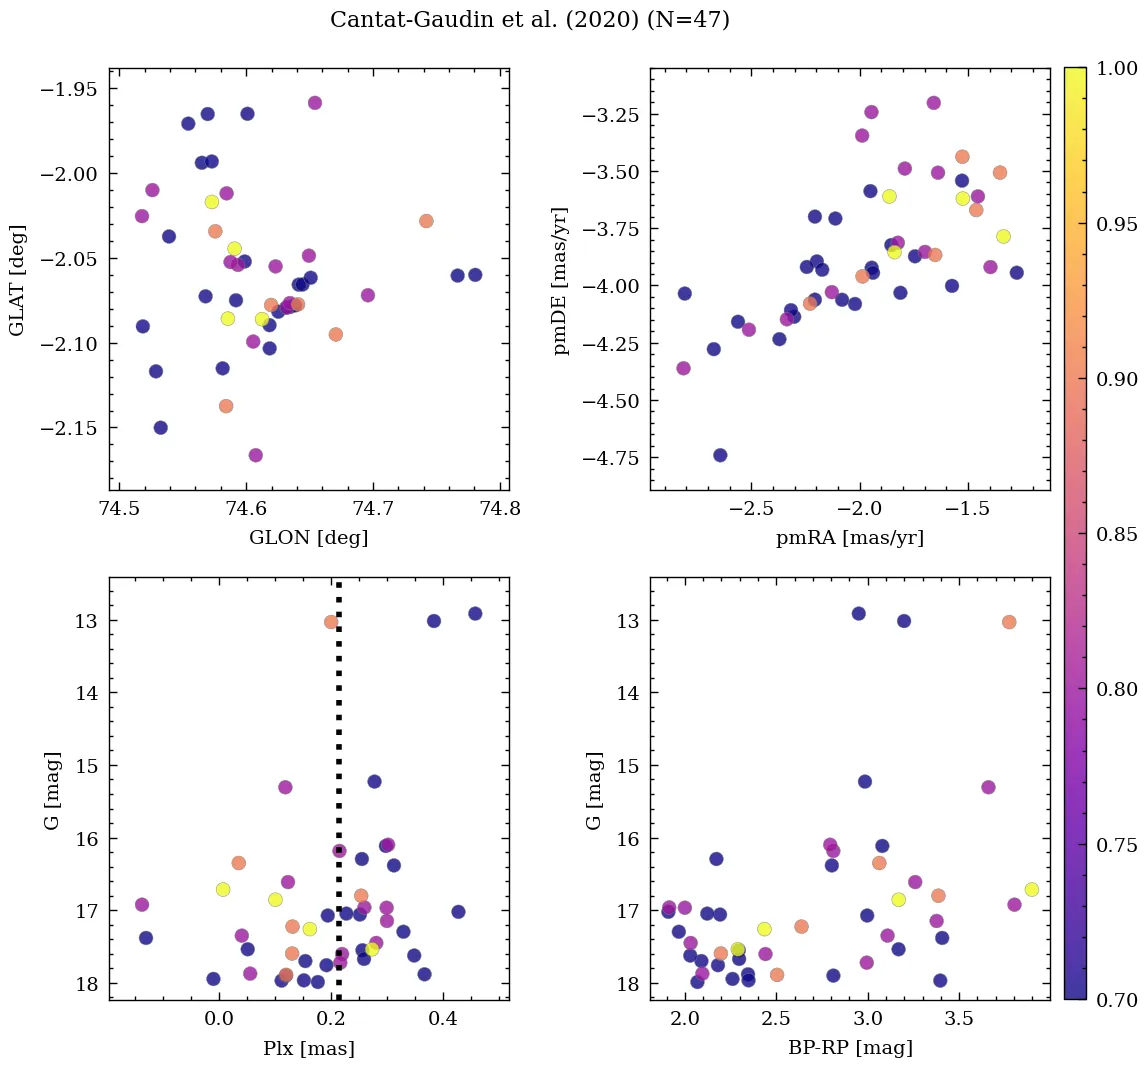 Cantat-Gaudin et al. (2020) (N=47)
−1.95
−2.00
−2.05
−2.10
−2.15
GLAT [deg]
74.5 74.6 74.7 74.8
GLON [deg]
−3.25
−3.50
−3.75
−4.00
−4.25
−4.50
−4.75
pmDE [mas/yr]
−2.5 −2.0 −1.5
pmRA [mas/yr]
13
14
15
16
17
18
G [mag]
0.0 0.2 0.4
Plx [mas]
13
14
15
16
17
18
G [mag]
2.0 2.5 3.0 3.5
BP-RP [mag]
1.00
0.95
0.90
0.85
0.80
0.75
0.70